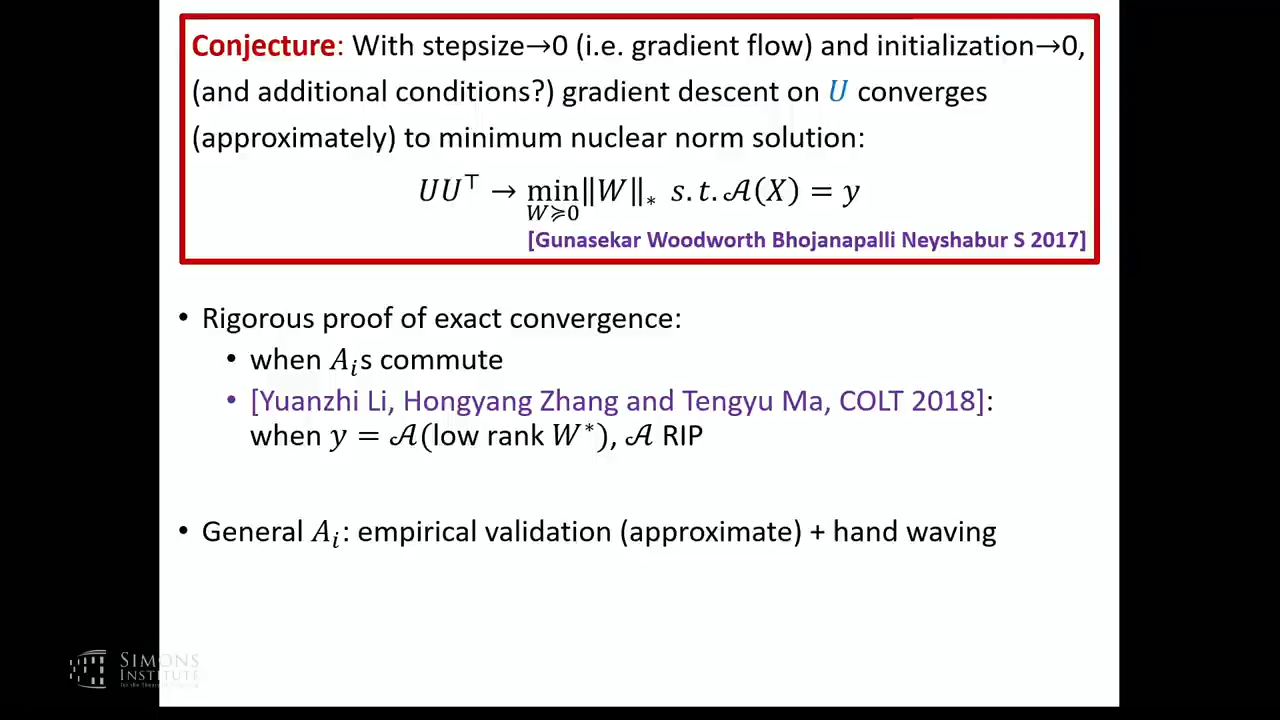 Conjecture: With stepsize→0 (i.e. gradient flow) and initialization→0,
(and additional conditions?) gradient descent on U converges
(approximately) to minimum nuclear norm solution:
UU⊤ → min_{W≽0} ‖W‖_* s.t. 𝒜(X) = y
[Gunasekar Woodworth Bhojanapalli Neyshabur S 2017]
• Rigorous proof of exact convergence:
• when A_i s commute
• [Yuanzhi Li, Hongyang Zhang and Tengyu Ma, COLT 2018]:
when y = 𝒜(low rank W*), 𝒜 RIP
• General A_i: empirical validation (approximate) + hand waving
SIMONS
INSTITUTE